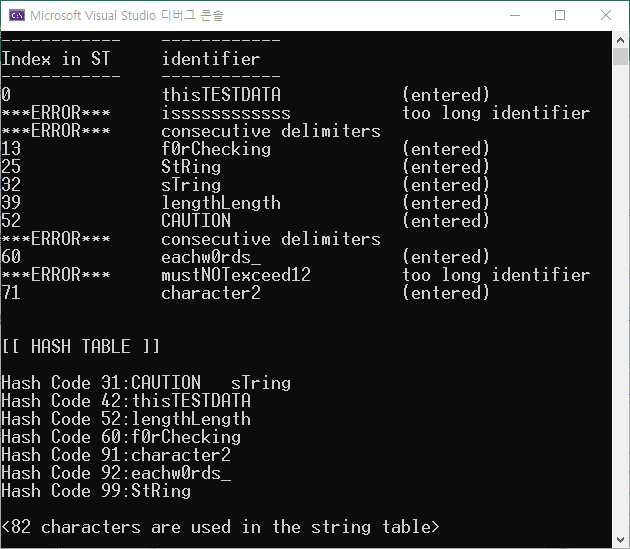 Microsoft Visual Studio 디버그 콘솔
------------ ------------
Index in ST identifier
------------ ------------
0 thisTESTDATA (entered)
***ERROR*** isssssssssssss too long identifier
***ERROR*** consecutive delimiters
13 f0rChecking (entered)
25 StRing (entered)
32 sTring (entered)
39 lengthLength (entered)
52 CAUTION (entered)
***ERROR*** consecutive delimiters
60 eachw0rds_ (entered)
***ERROR*** mustNOTexceed12 too long identifier
71 character2 (entered)
[[ HASH TABLE ]]
Hash Code 31:CAUTION sTring
Hash Code 42:thisTESTDATA
Hash Code 52:lengthLength
Hash Code 60:f0rChecking
Hash Code 91:character2
Hash Code 92:eachw0rds_
Hash Code 99:StRing
<82 characters are used in the string table>